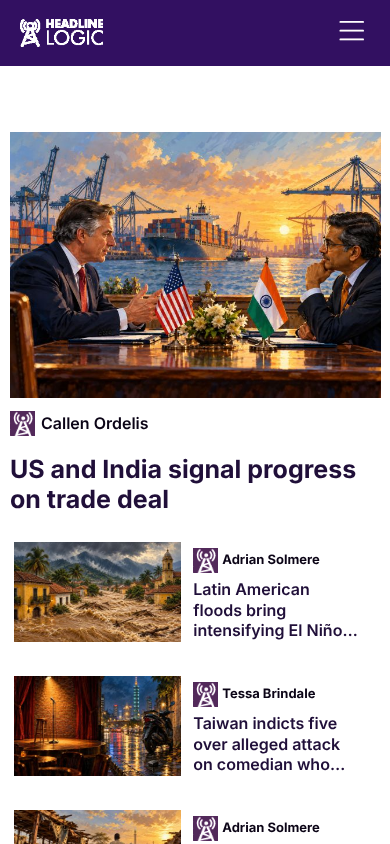 HEADLINE
LOGIC
Callen Ordelis
US and India signal progress
on trade deal
Adrian Solmere
Latin American
floods bring
intensifying El Niño...
Tessa Brindale
Taiwan indicts five
over alleged attack
on comedian who...
Adrian Solmere